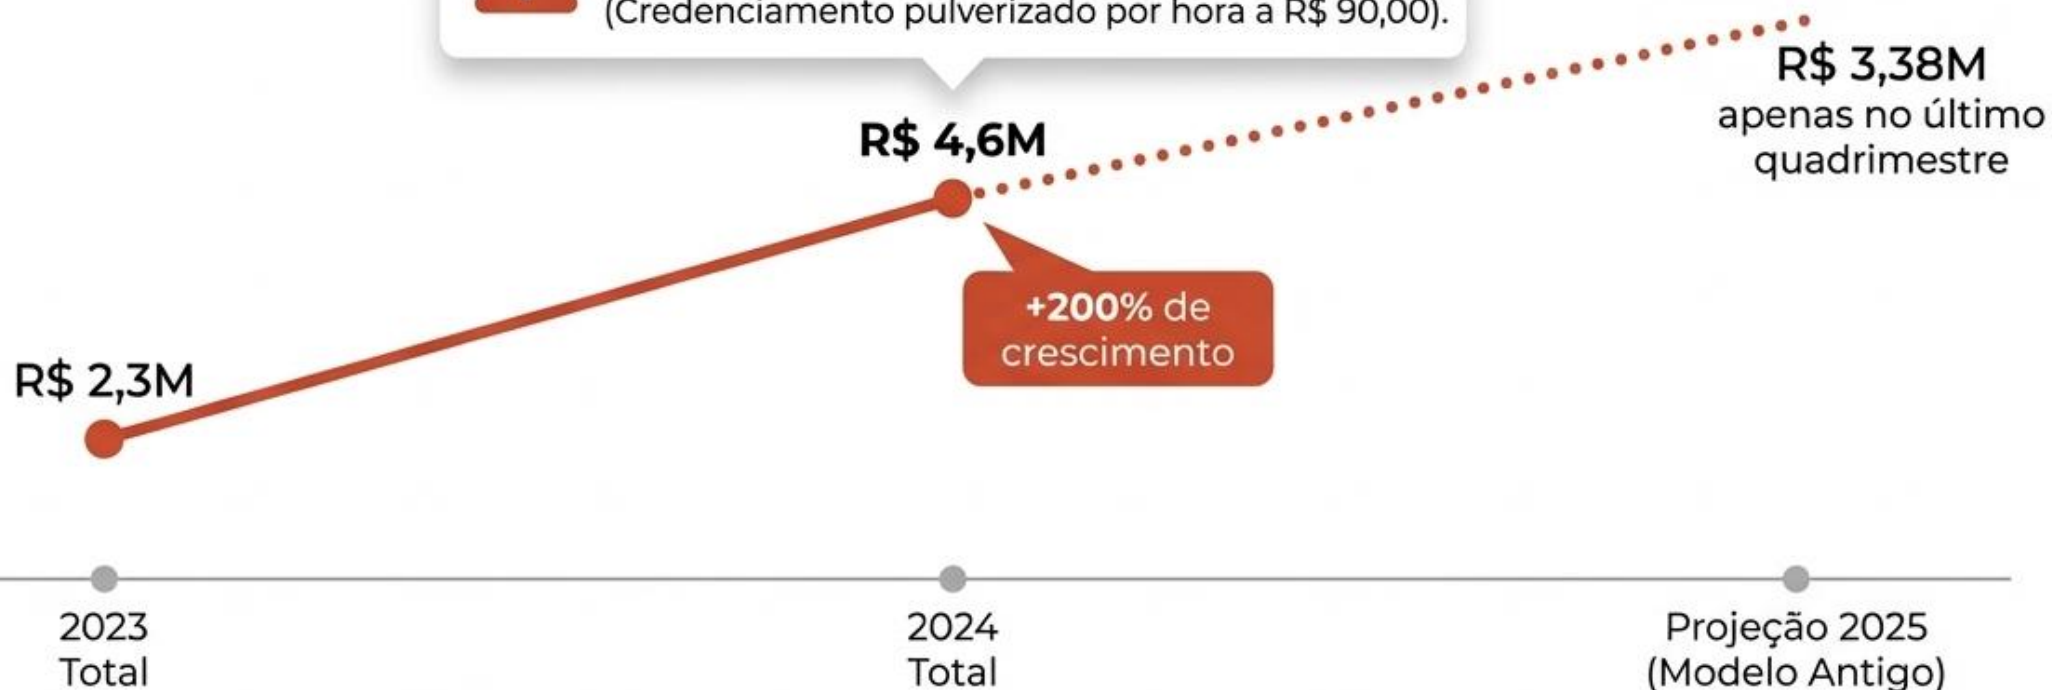 (Credenciamento pulverizado por hora a R$ 90,00).
R$ 3,38M
apenas no último
quadrimestre
R$ 4,6M
+200% de
crescimento
R$ 2,3M
2023
Total
2024
Total
Projeção 2025
(Modelo Antigo)